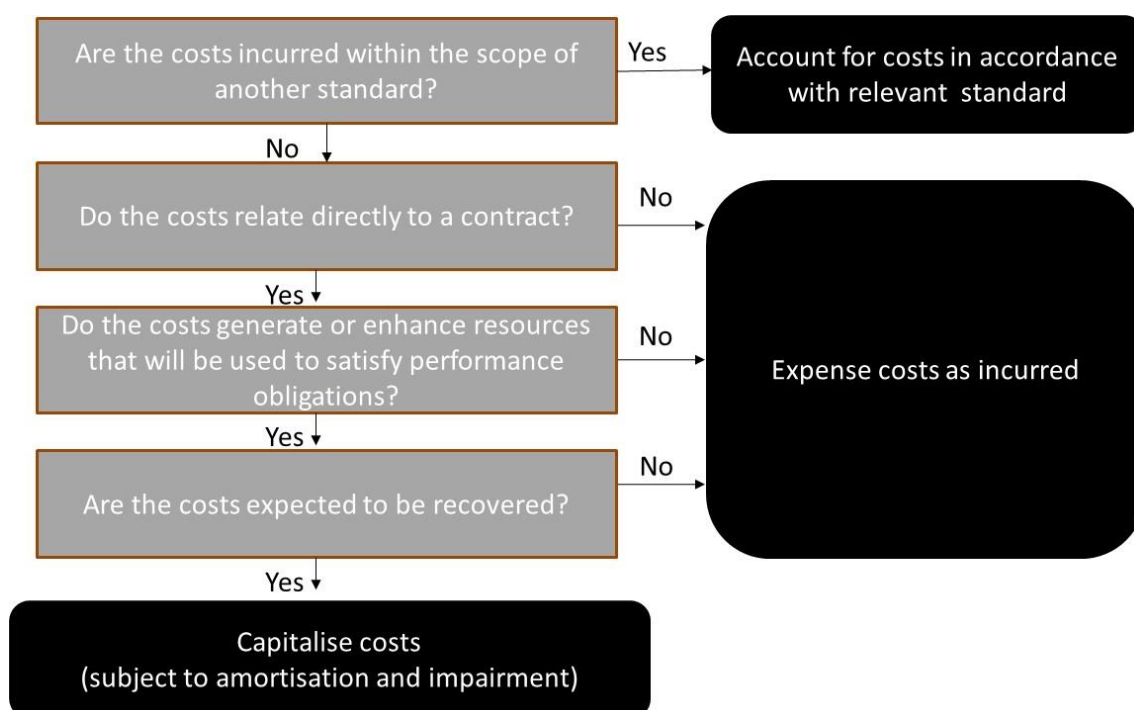 Are the costs incurred within the scope of
another standard?
Yes
Account for costs in accordance
with relevant standard
No
Do the costs relate directly to a contract?
No
Yes
Do the costs generate or enhance resources
that will be used to satisfy performance
obligations?
No
Expense costs as incurred
Yes
Are the costs expected to be recovered?
No
Yes
Capitalise costs
(subject to amortisation and impairment)